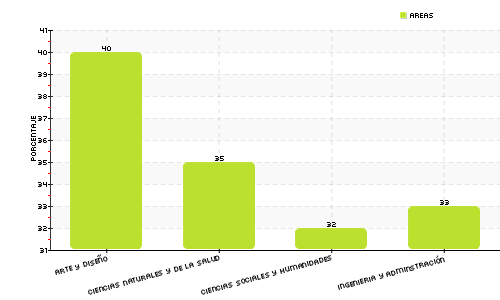 AREAS
PORCENTAJE
41
40
39
38
37
36
35
34
33
32
31
40
35
32
33
ARTE Y DISEÑO
CIENCIAS NATURALES Y DE LA SALUD
CIENCIAS SOCIALES Y HUMANIDADES
INGENIERIA Y ADMINSTRACIÓN